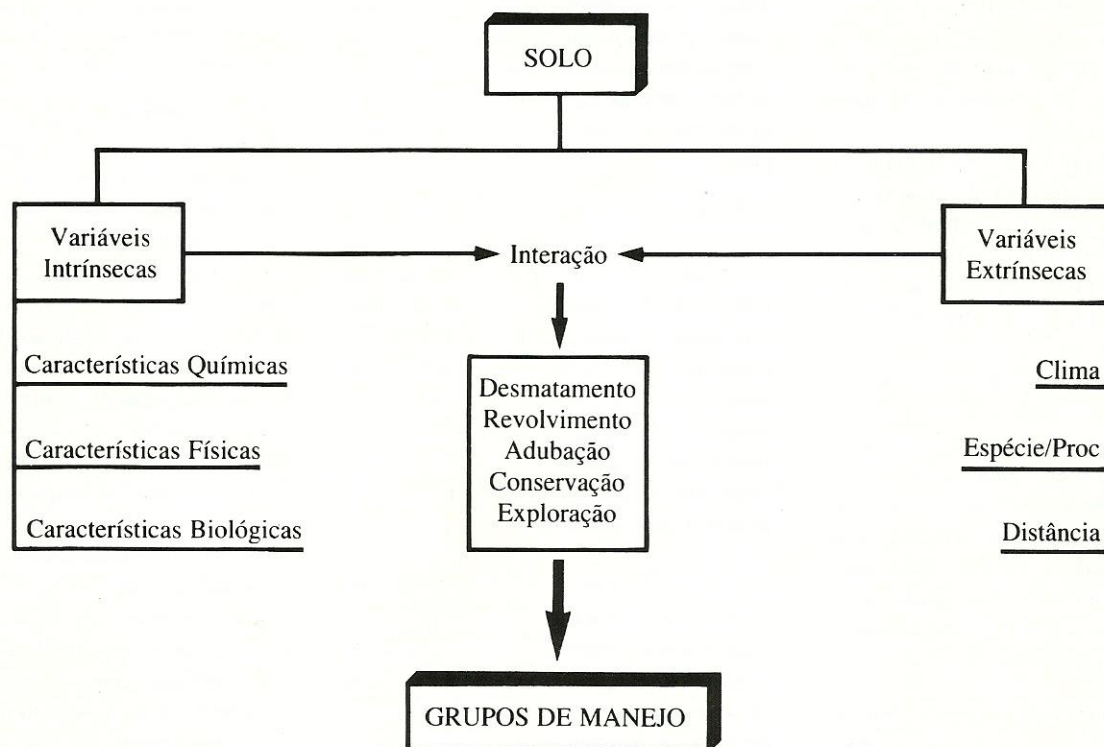 SOLO
Variáveis
Intrínsecas
Interação
Variáveis
Extrínsecas
Características Químicas
Características Físicas
Características Biológicas
Desmatamento
Revolvimento
Adubação
Conservação
Exploração
Clima
Espécie/Proc
Distância
GRUPOS DE MANEJO